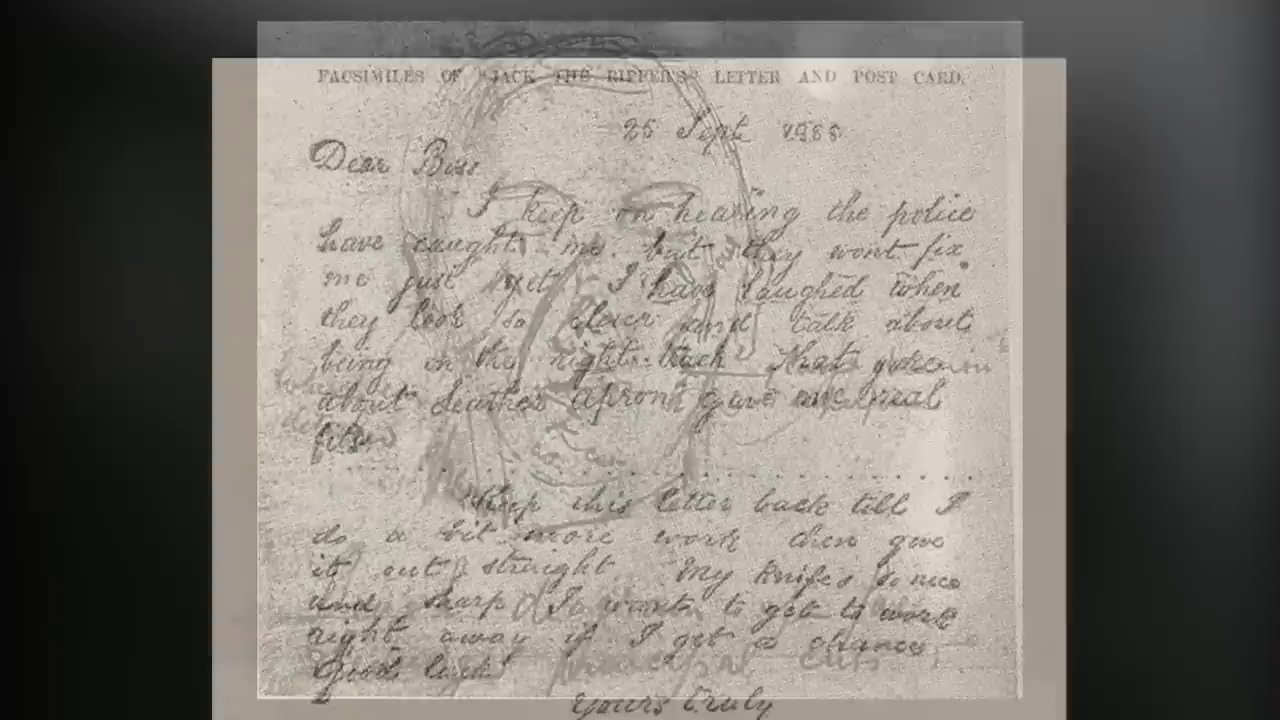 FACSIMILES OF "JACK THE RIPPER'S" LETTER AND POST CARD.
25 Sept 1888
Dear Boss
I keep on hearing the police
have caught me but they wont fix
me just yet. I have laughed when
they look so clever and talk about
being on the right track. That joke
about Leather apron gave me real
fits.
Keep this letter back till I
do a bit more work then give
it out straight. My knife's so nice
and sharp I want to get to work
right away if I get a chance.
Good luck.
Yours truly